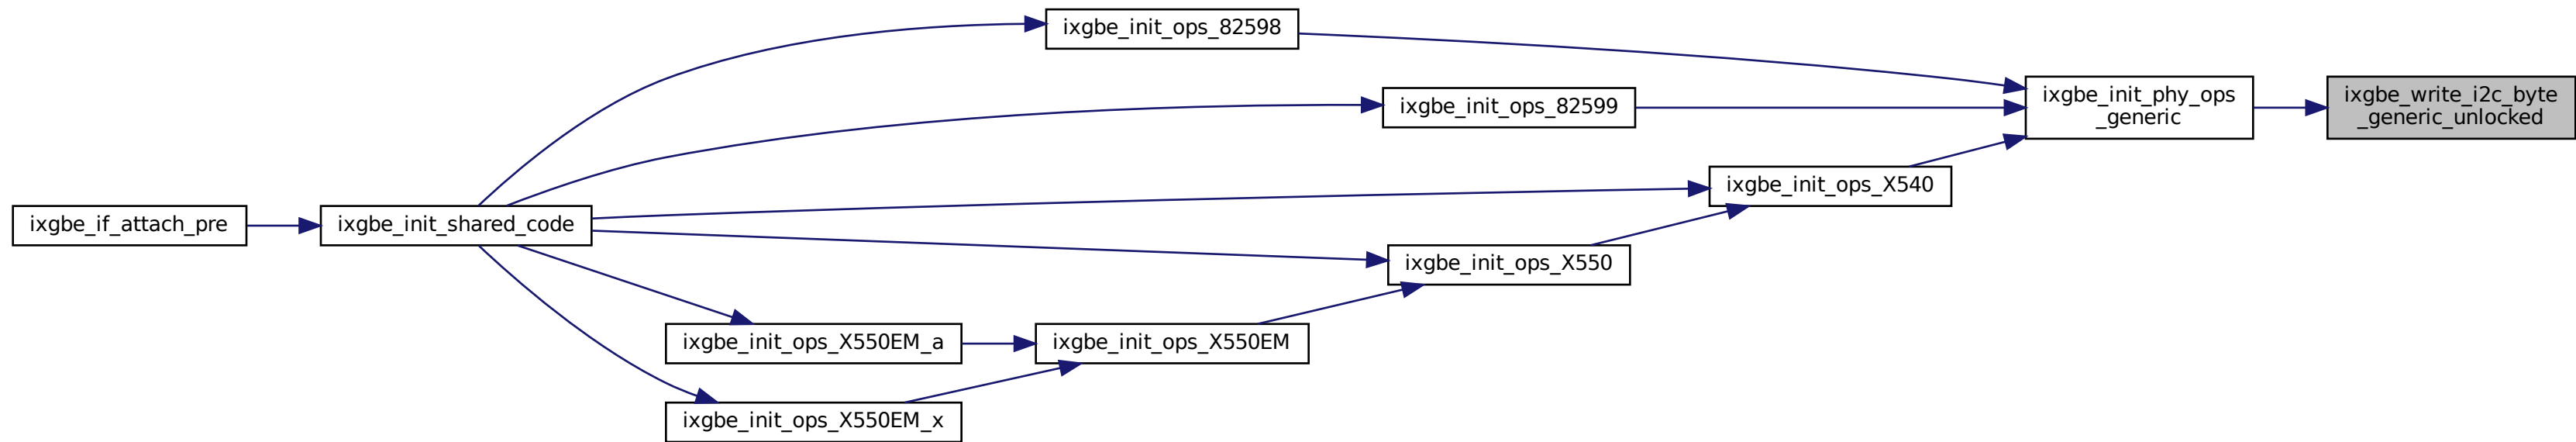 ixgbe_init_ops_82598
ixgbe_init_phy_ops
_generic
ixgbe_write_i2c_byte
_generic_unlocked
ixgbe_init_ops_82599
ixgbe_init_ops_X540
ixgbe_if_attach_pre
ixgbe_init_shared_code
ixgbe_init_ops_X550
ixgbe_init_ops_X550EM_a
ixgbe_init_ops_X550EM
ixgbe_init_ops_X550EM_x